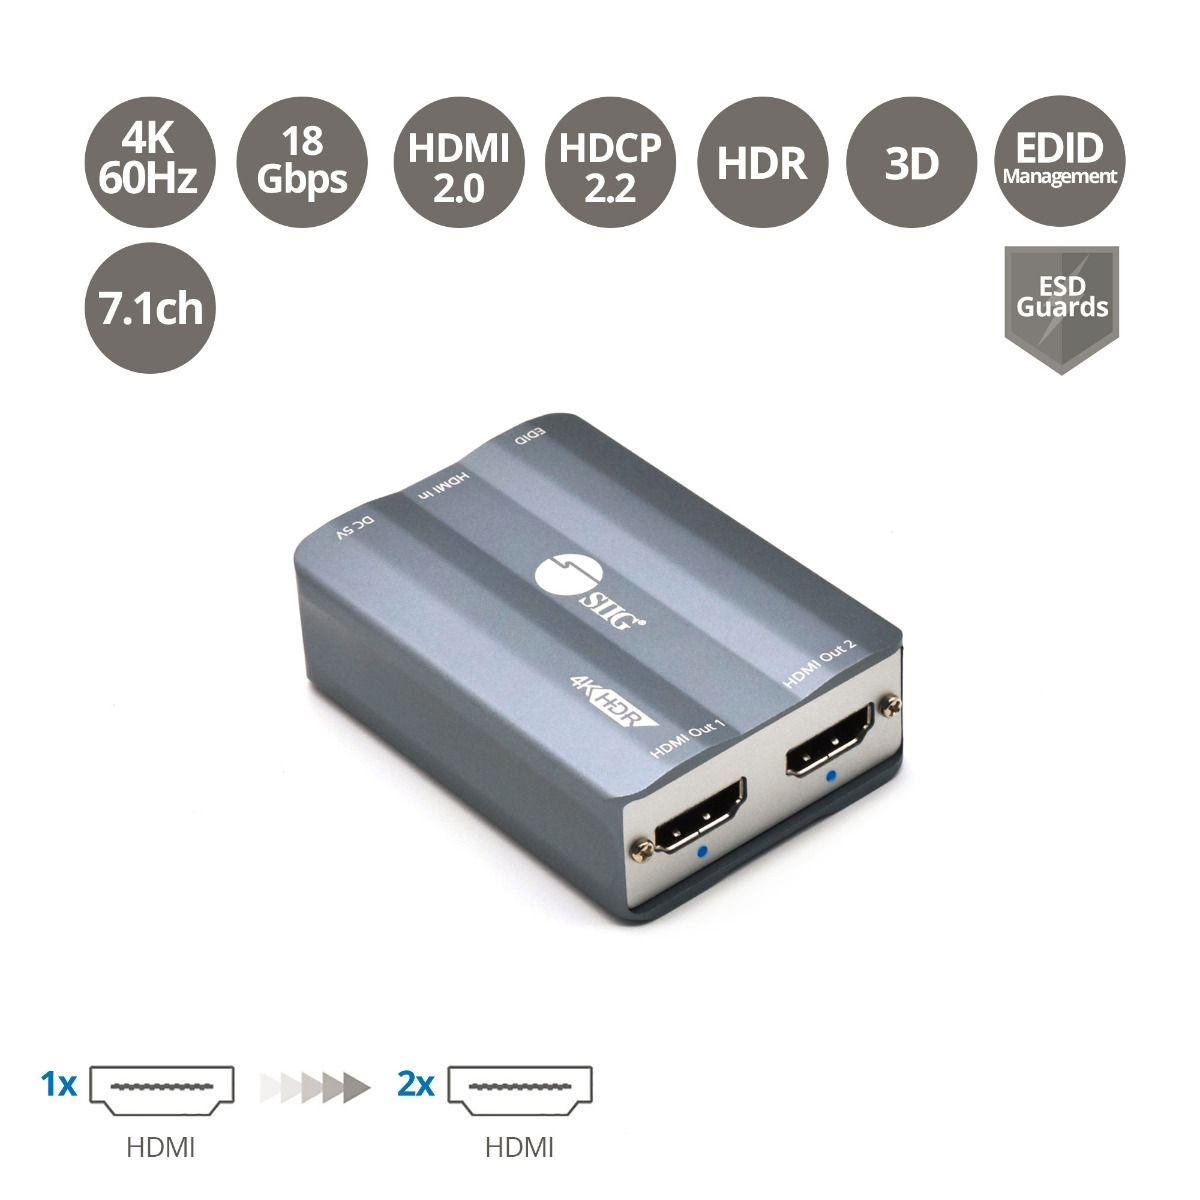 4K
60Hz
18
Gbps
HDMI
2.0
HDCP
2.2
HDR
3D
EDID
Management
7.1ch
ESD
Guards
EDID
HDMI In
DC 5V
SIIG®
4K HDR
HDMI Out 1
HDMI Out 2
1x
HDMI
2x
HDMI